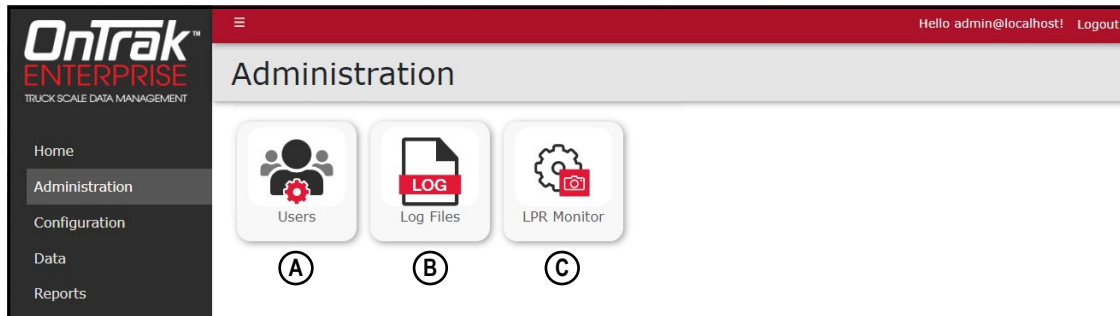 OnTrak™
ENTERPRISE
TRUCK SCALE DATA MANAGEMENT
☰
Hello admin@localhost! Logout
Administration
Home
Administration
Configuration
Data
Reports
LOG
Users
Log Files
LPR Monitor
A
B
C